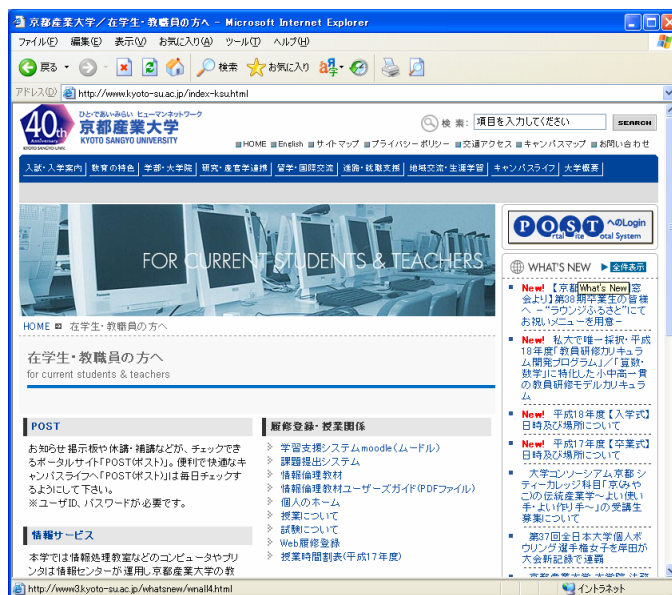 京都産業大学／在学生・教職員の方へ - Microsoft Internet Explorer
ファイル(F) 編集(E) 表示(V) お気に入り(A) ツール(T) ヘルプ(H)
戻る 検索 お気に入り
アドレス(D) http://www.kyoto-su.ac.jp/index-ksu.html
40th
KYOTO SANGYO UNIV.
ひと・であい・みらい ヒューマンネットワーク
京都産業大学
KYOTO SANGYO UNIVERSITY
検 索: 項目を入力してください SEARCH
HOME English サイトマップ プライバシーポリシー 交通アクセス キャンパスマップ お問い合わせ
入試・入学案内 教育の特色 学部・大学院 研究・産官学連携 留学・国際交流 進路・就職支援 地域交流・生涯学習 キャンパスライフ 大学概要
FOR CURRENT STUDENTS & TEACHERS
HOME 在学生・教職員の方へ
在学生・教職員の方へ
for current students & teachers
POST
お知らせ掲示板や休講・補講などが、チェックでき
るポータルサイト「POST(ポスト)」。便利で快適なキ
ャンパスライフへ「POST(ポスト)」は毎日チェックす
るようにして下さい。
※ユーザID、パスワードが必要です。
情報サービス
本学では情報処理教室などのコンピュータやプリ
ンタは情報センターが運用し京都産業大学の教
履修登録・授業関係
学習支援システムmoodle(ムードル)
課題提出システム
情報倫理教材
情報倫理教材ユーザーズガイド(PDFファイル)
個人のホーム
授業について
試験について
Web履修登録
授業時間割表(平成17年度)
POST へのLogin
Portal Site Total System
WHAT'S NEW 全件表示
What's New
New! 【京都 窓
会より】第38期卒業生の皆様
へ -“ラウンジふるさと”にて
お祝いメニューを用意-
New! 私大で唯一採択・平成
18年度「教員研修カリキュラ
ム開発プログラム」／「算数・
数学」に特化した小中高一貫
の教員研修モデルカリキュラ
ム
New! 平成18年度【入学式】
日時及び場所について
New! 平成17年度【卒業式】
日時及び場所について
大学コンソーシアム京都 シ
ティーカレッジ科目「京(みや
こ)の伝統産業学～よい使い
手・よい作り手～」の受講生
募集について
第37回全日本大学個人ボ
ウリング選手権女子を岸田が
大会新記録で連覇
http://www3.kyoto-su.ac.jp/whatsnew/wnall4.html
イントラネット